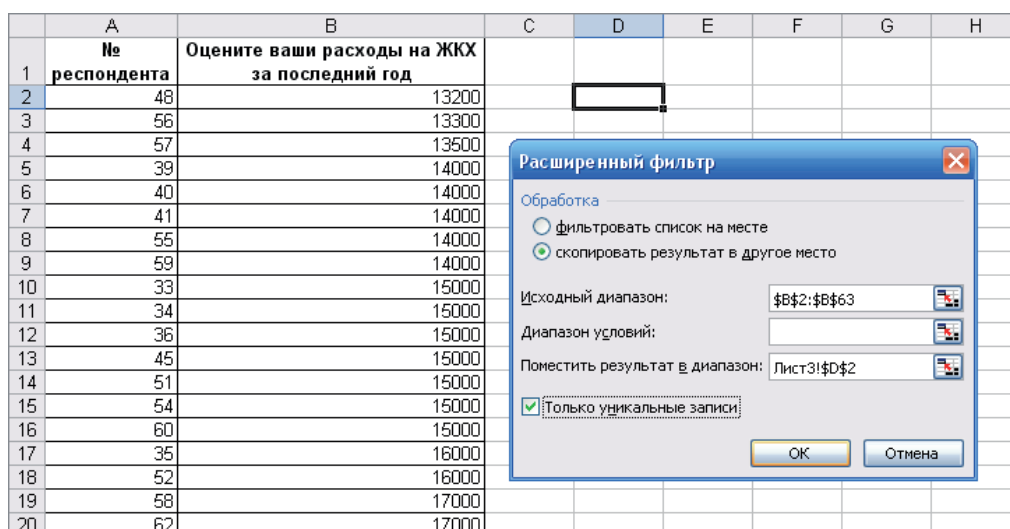 A B C D E F G H
1 № респондента Оцените ваши расходы на ЖКХ за последний год
2 48 13200
3 56 13300
4 57 13500
5 39 14000
6 40 14000
7 41 14000
8 55 14000
9 59 14000
10 33 15000
11 34 15000
12 36 15000
13 45 15000
14 51 15000
15 54 15000
16 60 15000
17 35 16000
18 52 16000
19 58 17000
20 62 17000
Расширенный фильтр
Обработка
фильтровать список на месте
скопировать результат в другое место
Исходный диапазон: $B$2:$B$63
Диапазон условий:
Поместить результат в диапазон: Лист3!$D$2
Только уникальные записи
ОК Отмена